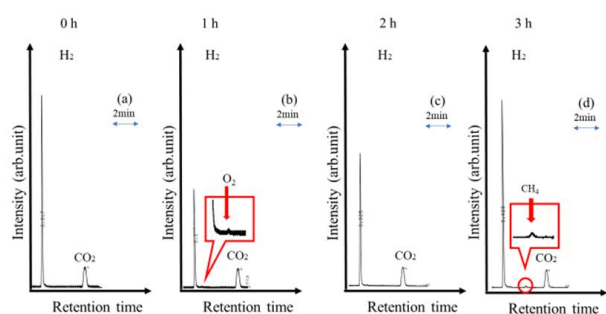 0 h
1 h
2 h
3 h
H₂
H₂
H₂
H₂
(a)
(b)
(c)
(d)
2min
2min
2min
2min
O₂
CH₄
CO₂
CO₂
CO₂
CO₂
Intensity (arb.unit)
Intensity (arb.unit)
Intensity (arb.unit)
Intensity (arb.unit)
Retention time
Retention time
Retention time
Retention time